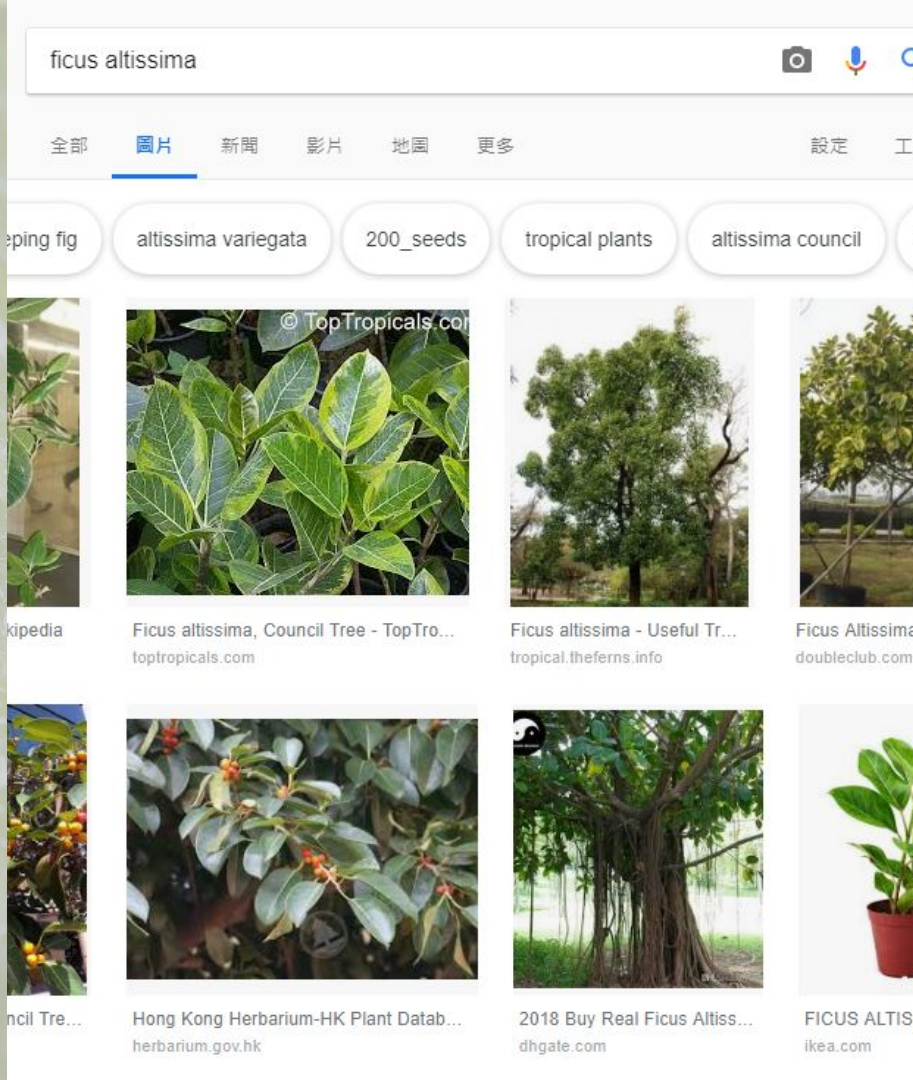 ficus altissima
全部 圖片 新聞 影片 地圖 更多 設定 工
eping fig altissima variegata 200_seeds tropical plants altissima council
© TopTropicals.com
kipedia Ficus altissima, Council Tree - TopTro... Ficus altissima - Useful Tr... Ficus Altissima
toptropicals.com tropical.theferns.info doubleclub.com
ncil Tre... Hong Kong Herbarium-HK Plant Datab... 2018 Buy Real Ficus Altiss... FICUS ALTIS
herbarium.gov.hk dhgate.com ikea.com